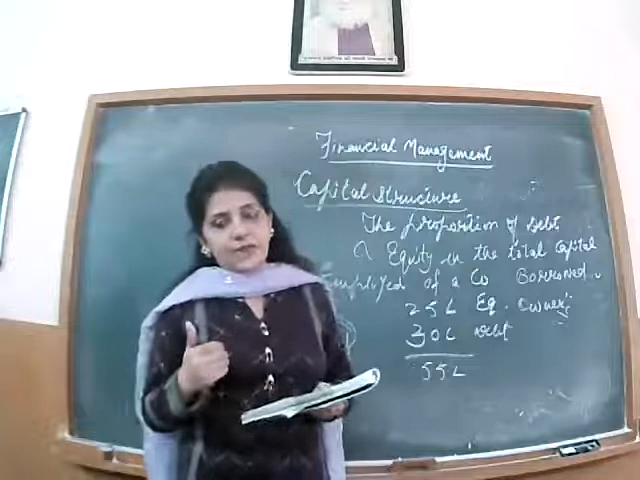 Financial Management
Capital Structure
The proportion of Debt
& Equity in the total Capital
Employed of a Co Borrowed
25L Eq. Owner's
30L Debt
55L